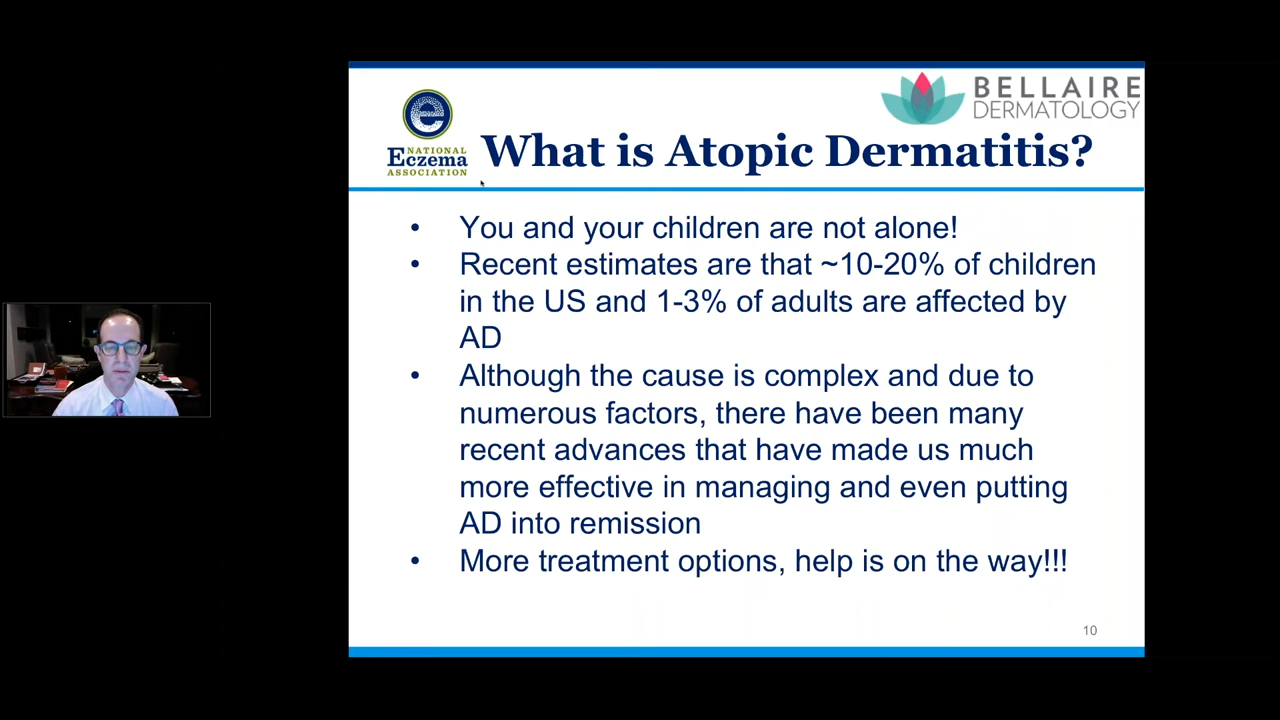 BELLAIRE
DERMATOLOGY
e
NATIONAL
Eczema
ASSOCIATION
What is Atopic Dermatitis?
• You and your children are not alone!
• Recent estimates are that ~10-20% of children
in the US and 1-3% of adults are affected by
AD
• Although the cause is complex and due to
numerous factors, there have been many
recent advances that have made us much
more effective in managing and even putting
AD into remission
• More treatment options, help is on the way!!!
10